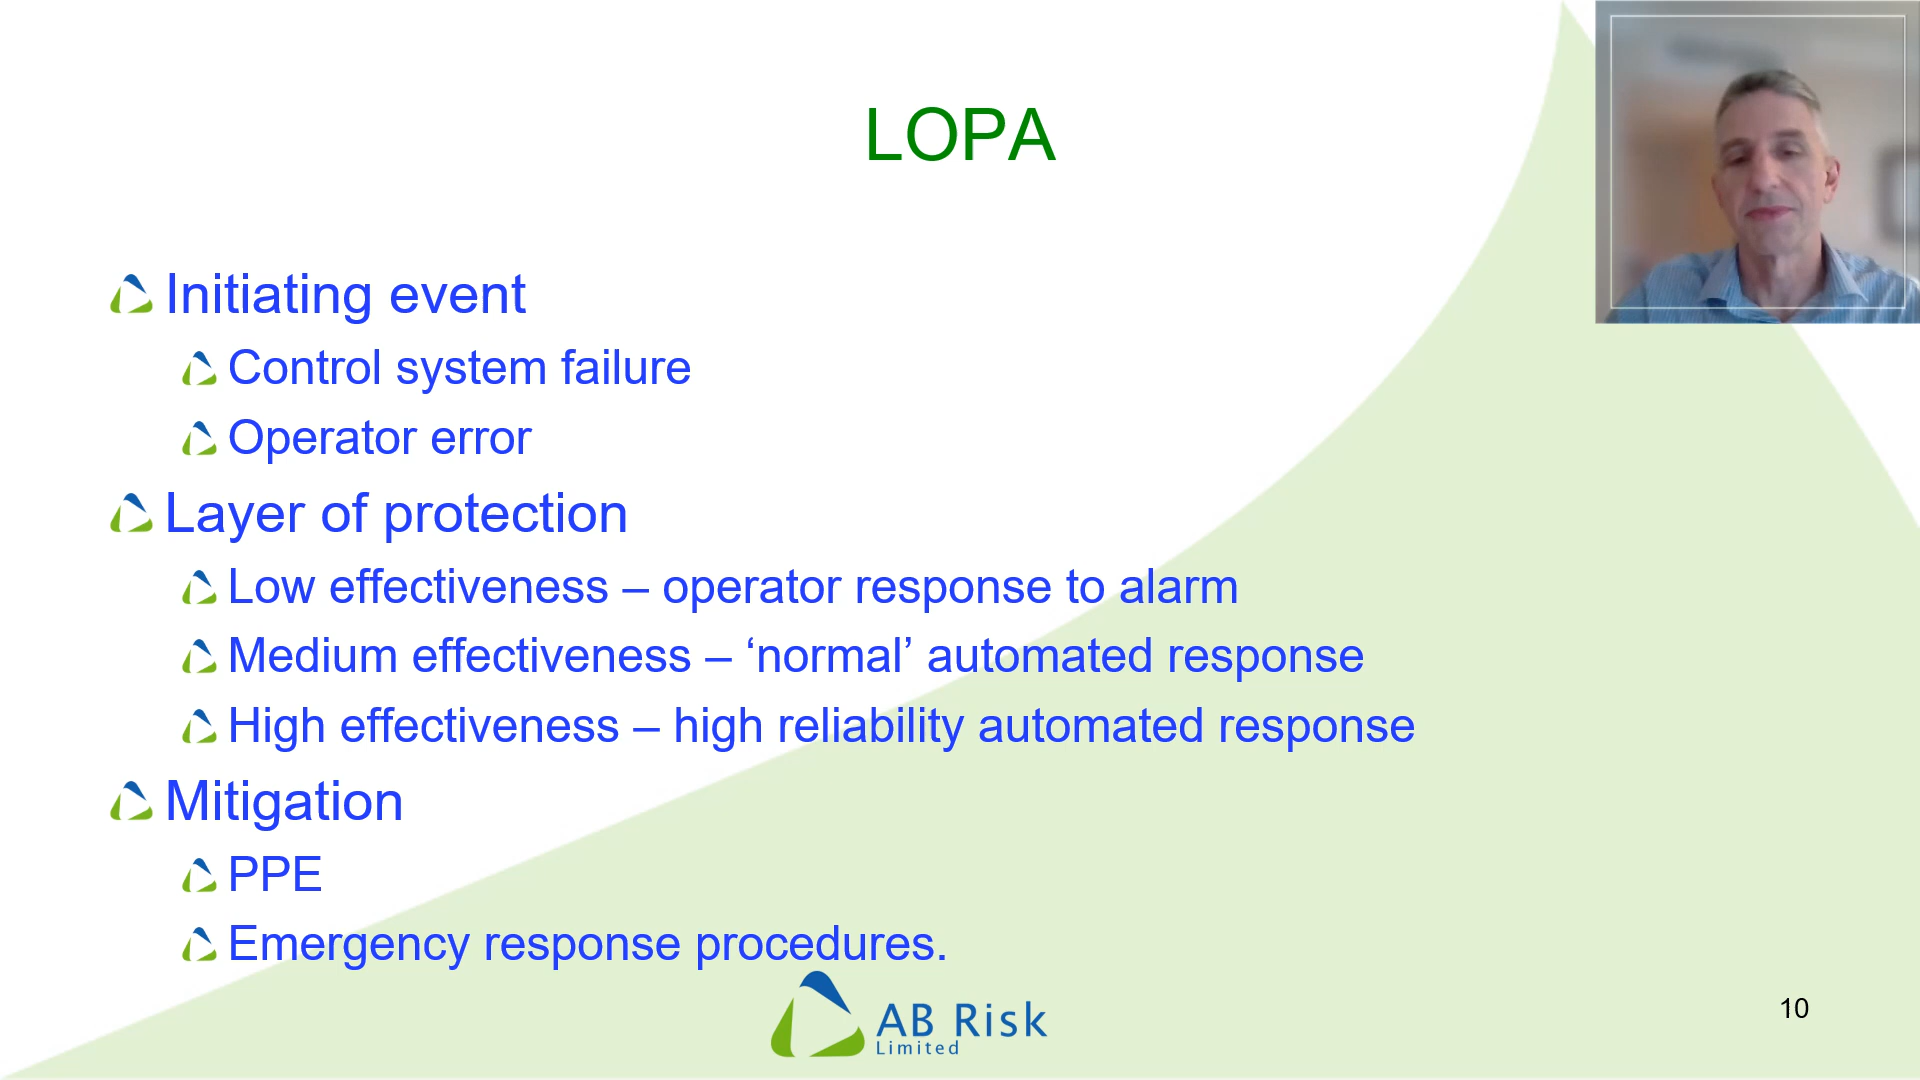 LOPA
Initiating event
Control system failure
Operator error
Layer of protection
Low effectiveness – operator response to alarm
Medium effectiveness – ‘normal’ automated response
High effectiveness – high reliability automated response
Mitigation
PPE
Emergency response procedures.
AB Risk
Limited
10